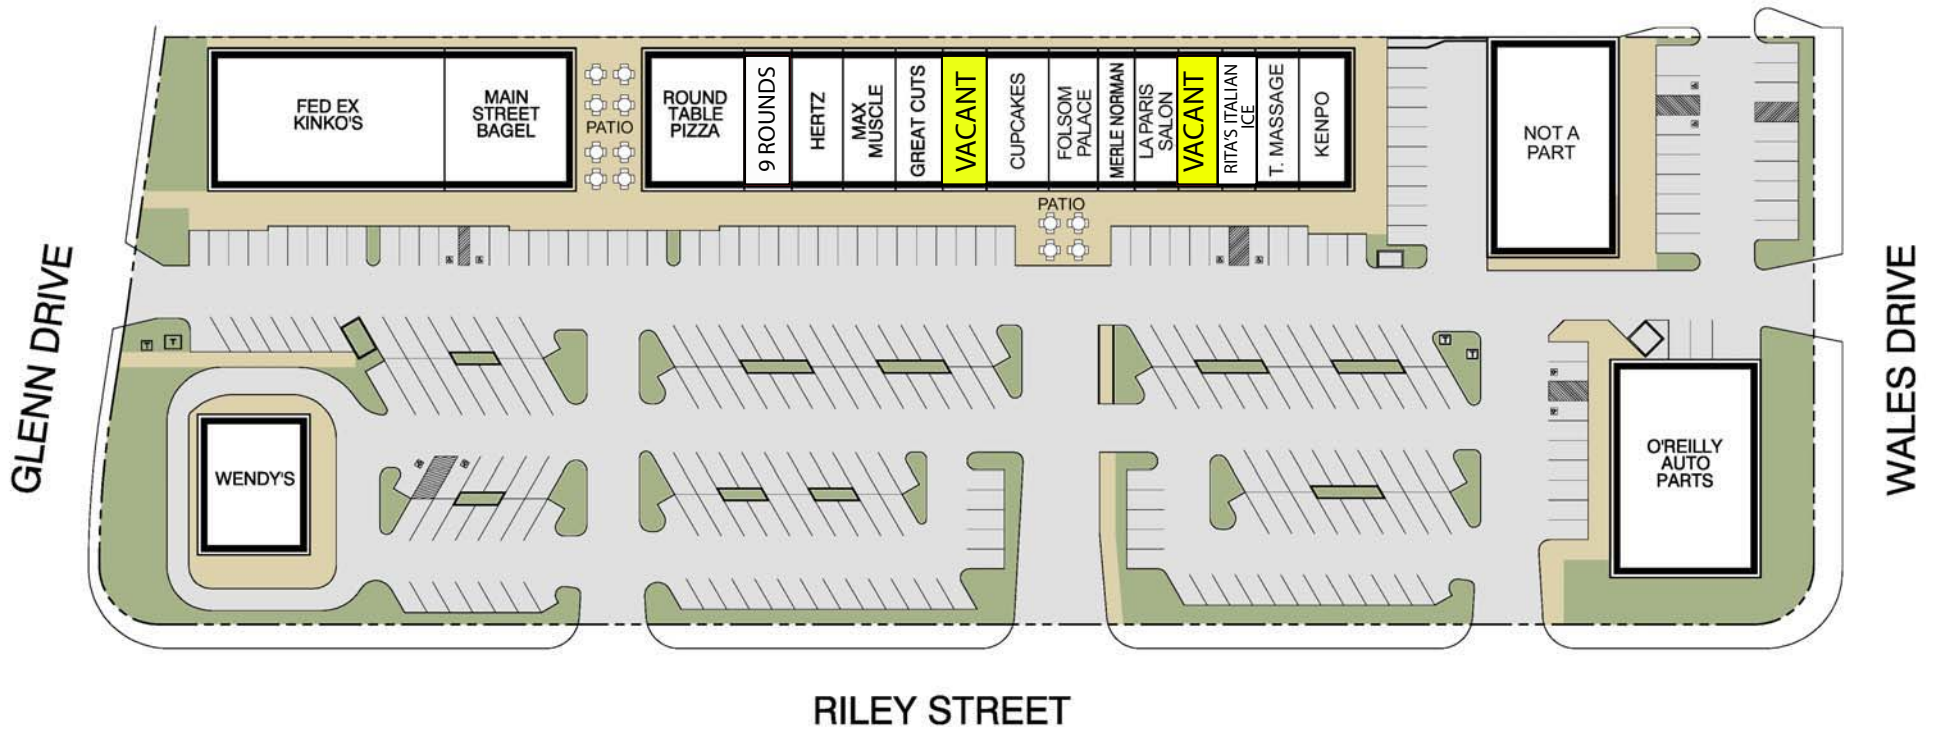 FED EX
KINKO'S
MAIN
STREET
BAGEL
PATIO
ROUND
TABLE
PIZZA
9 ROUNDS
HERTZ
MAX
MUSCLE
GREAT CUTS
VACANT
CUPCAKES
FOLSOM
PALACE
MERLE NORMAN
LA PARIS
SALON
VACANT
RITA'S ITALIAN
ICE
T. MASSAGE
KENPO
NOT A
PART
PATIO
GLENN DRIVE
T
T
T
T
WENDY'S
O'REILLY
AUTO
PARTS
WALES DRIVE
RILEY STREET